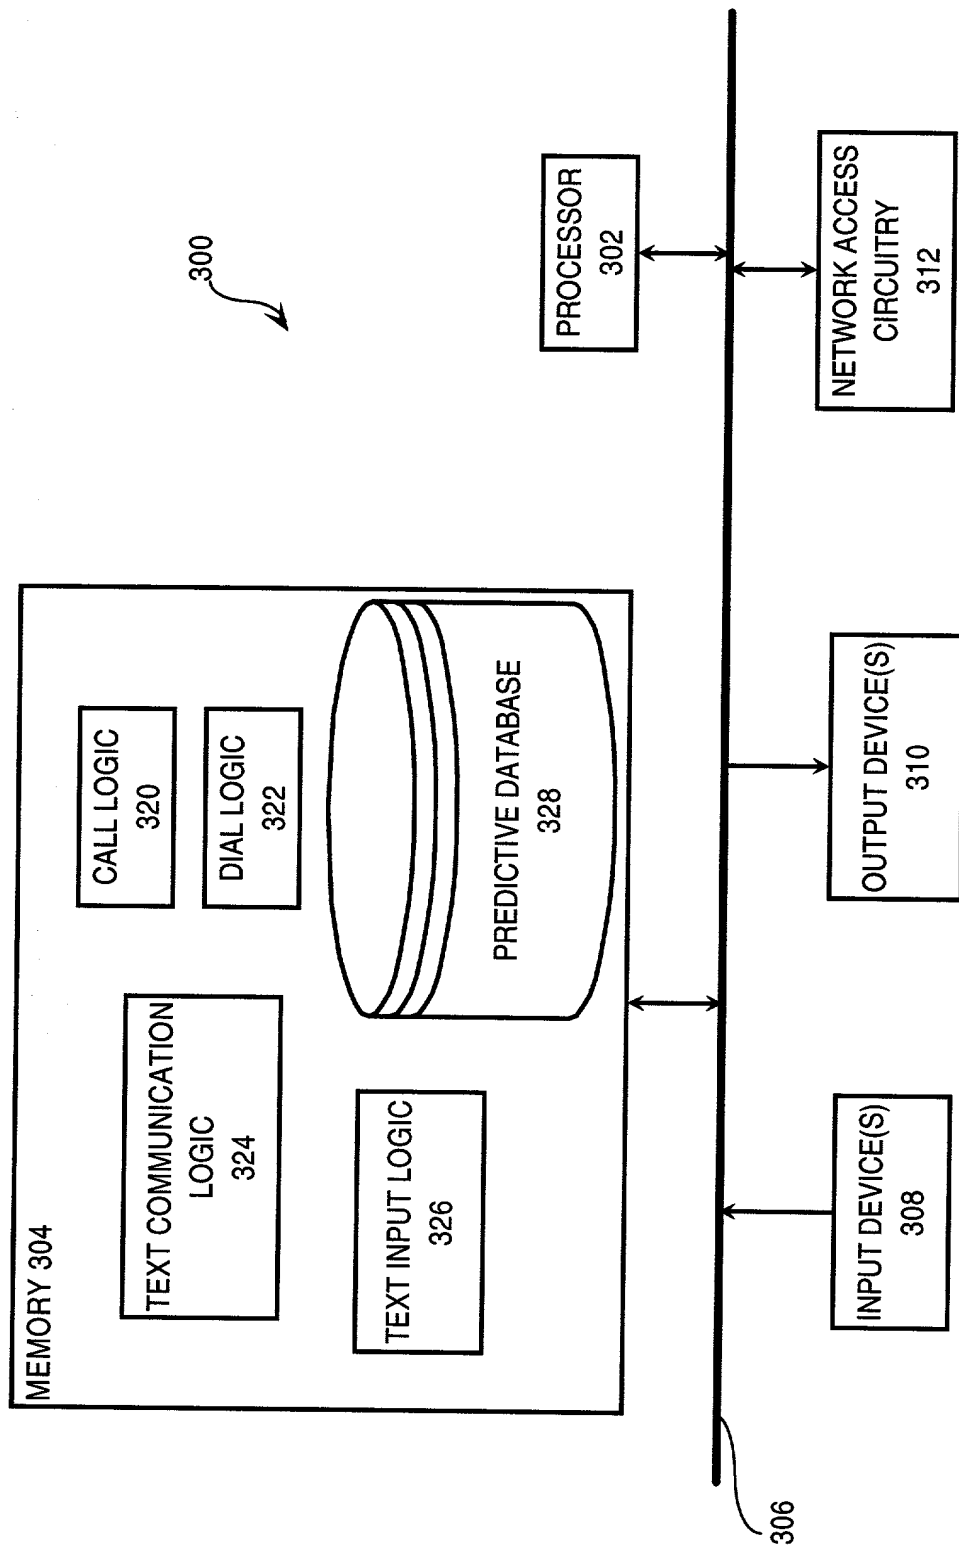 300
MEMORY 304
TEXT COMMUNICATION
LOGIC
324
CALL LOGIC
320
DIAL LOGIC
322
TEXT INPUT LOGIC
326
PREDICTIVE DATABASE
328
PROCESSOR
302
306
INPUT DEVICE(S)
308
OUTPUT DEVICE(S)
310
NETWORK ACCESS
CIRCUITRY
312